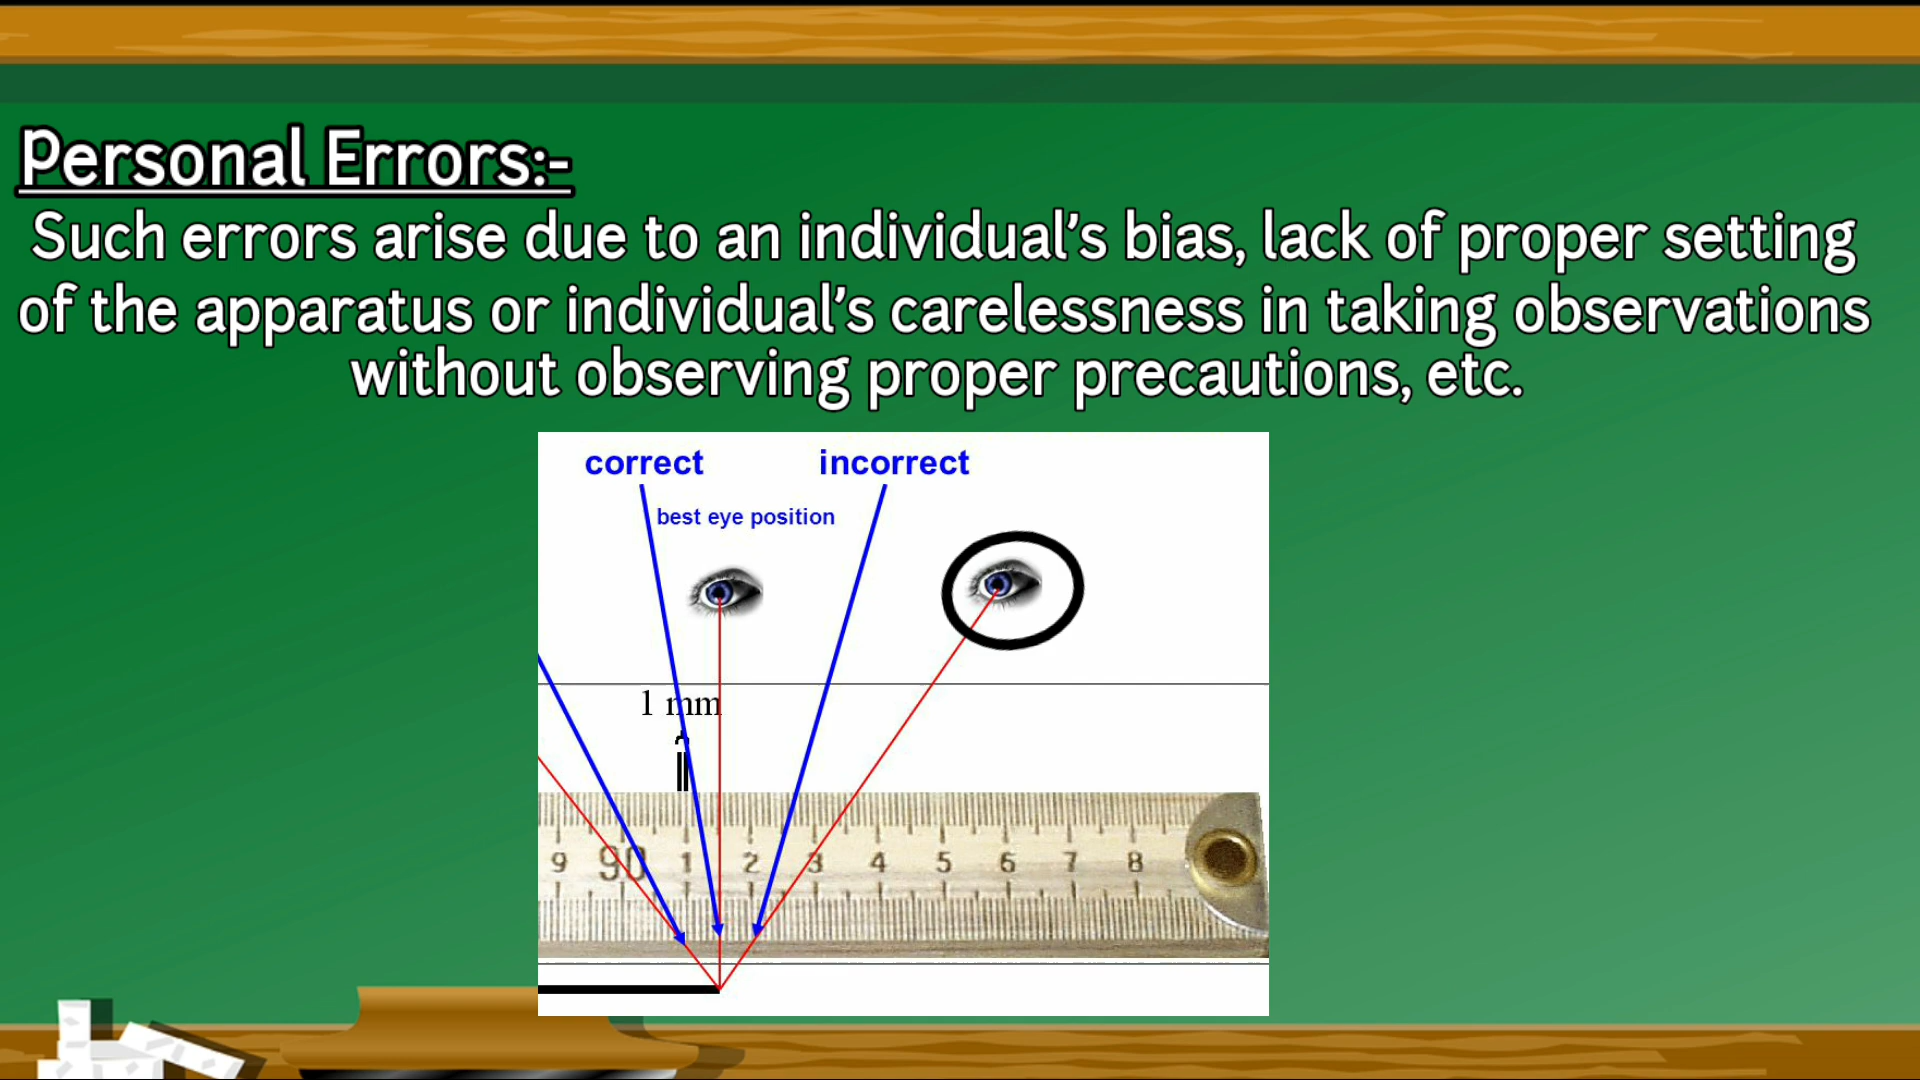 Personal Errors:-
Such errors arise due to an individual's bias, lack of proper setting
of the apparatus or individual's carelessness in taking observations
without observing proper precautions, etc.
correct incorrect
best eye position
1 mm
9 90 1 2 3 4 5 6 7 8